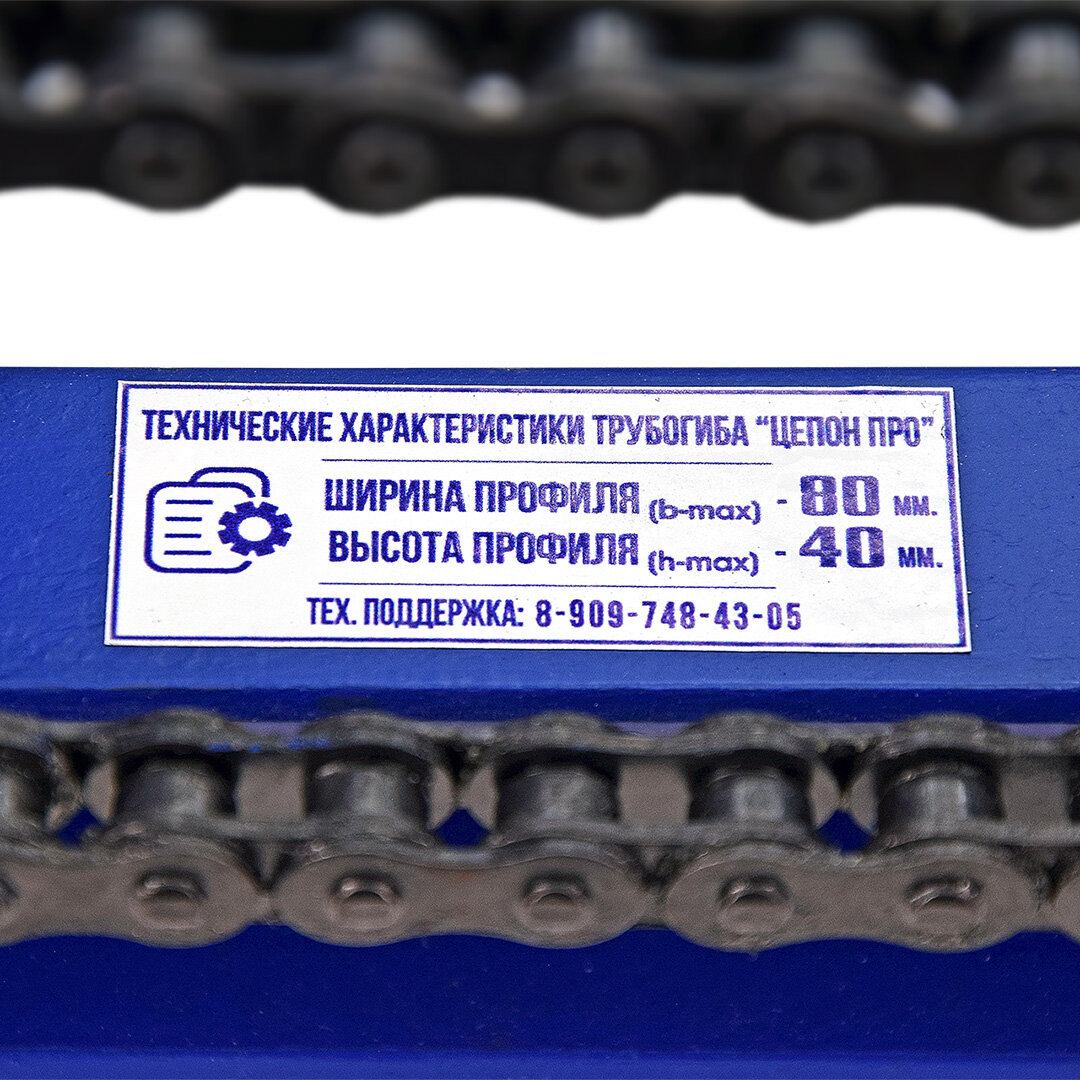 ТЕХНИЧЕСКИЕ ХАРАКТЕРИСТИКИ ТРУБОГИБА “ЦЕПОН ПРО”
ШИРИНА ПРОФИЛЯ (b-max) - 80 мм.
ВЫСОТА ПРОФИЛЯ (h-max) - 40 мм.
ТЕХ. ПОДДЕРЖКА: 8-909-748-43-05